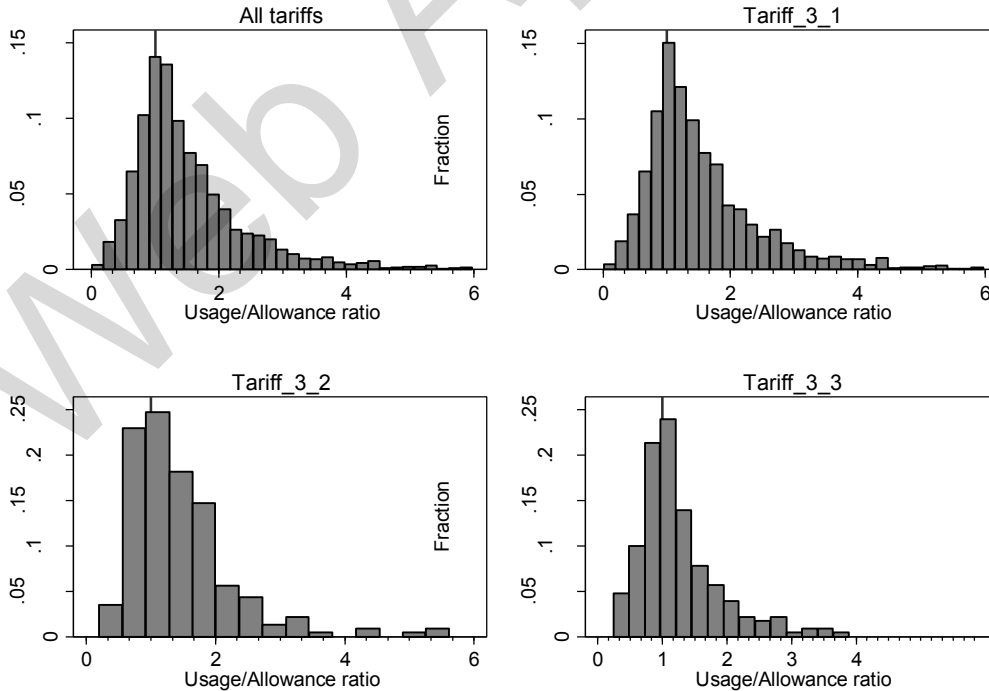 All tariffs
.15
.1
.05
0
0 2 4 6
Usage/Allowance ratio
Fraction
Tariff_3_1
.15
.1
.05
0
0 2 4 6
Usage/Allowance ratio
Tariff_3_2
.25
.2
.15
.1
.05
0
0 2 4 6
Usage/Allowance ratio
Fraction
Tariff_3_3
.25
.2
.15
.1
.05
0
0 1 2 3 4
Usage/Allowance ratio
Web A